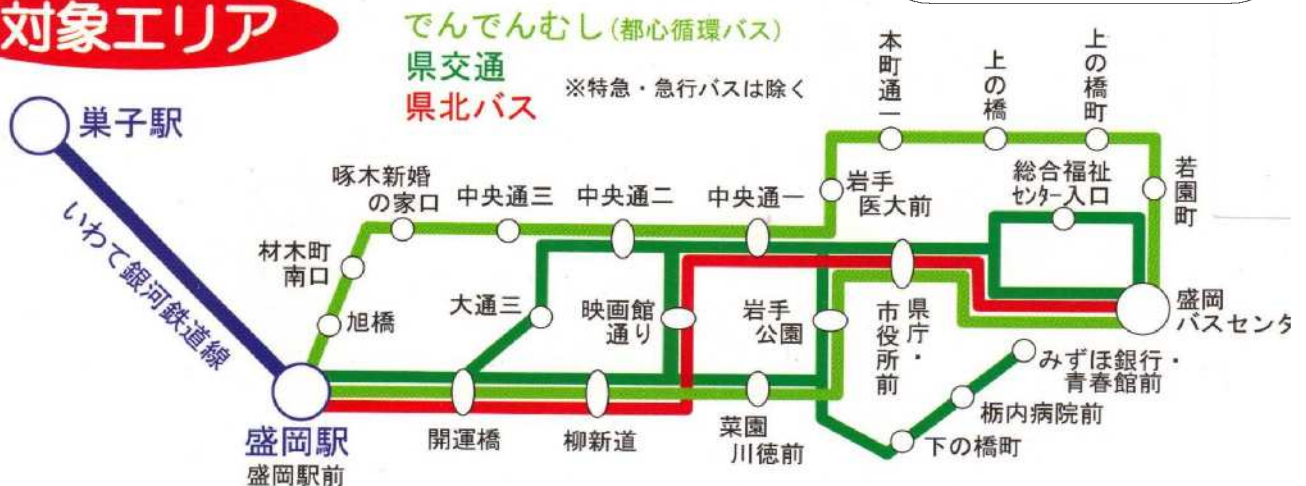 対象エリア
でんでんむし(都心循環バス)
県交通
県北バス
※特急・急行バスは除く
巣子駅
いわて銀河鉄道線
盛岡駅
盛岡駅前
旭橋
材木町
南口
啄木新婚
の家口
中央通三
中央通二
中央通一
岩手
医大前
本町通一
上の橋
上の橋町
若園町
総合福祉
センター入口
盛岡
バスセンタ
大通三
映画館
通り
岩手
公園
県庁・
市役所前
開運橋
柳新道
菜園
川徳前
下の橋町
栃内病院前
みずほ銀行・
青春館前